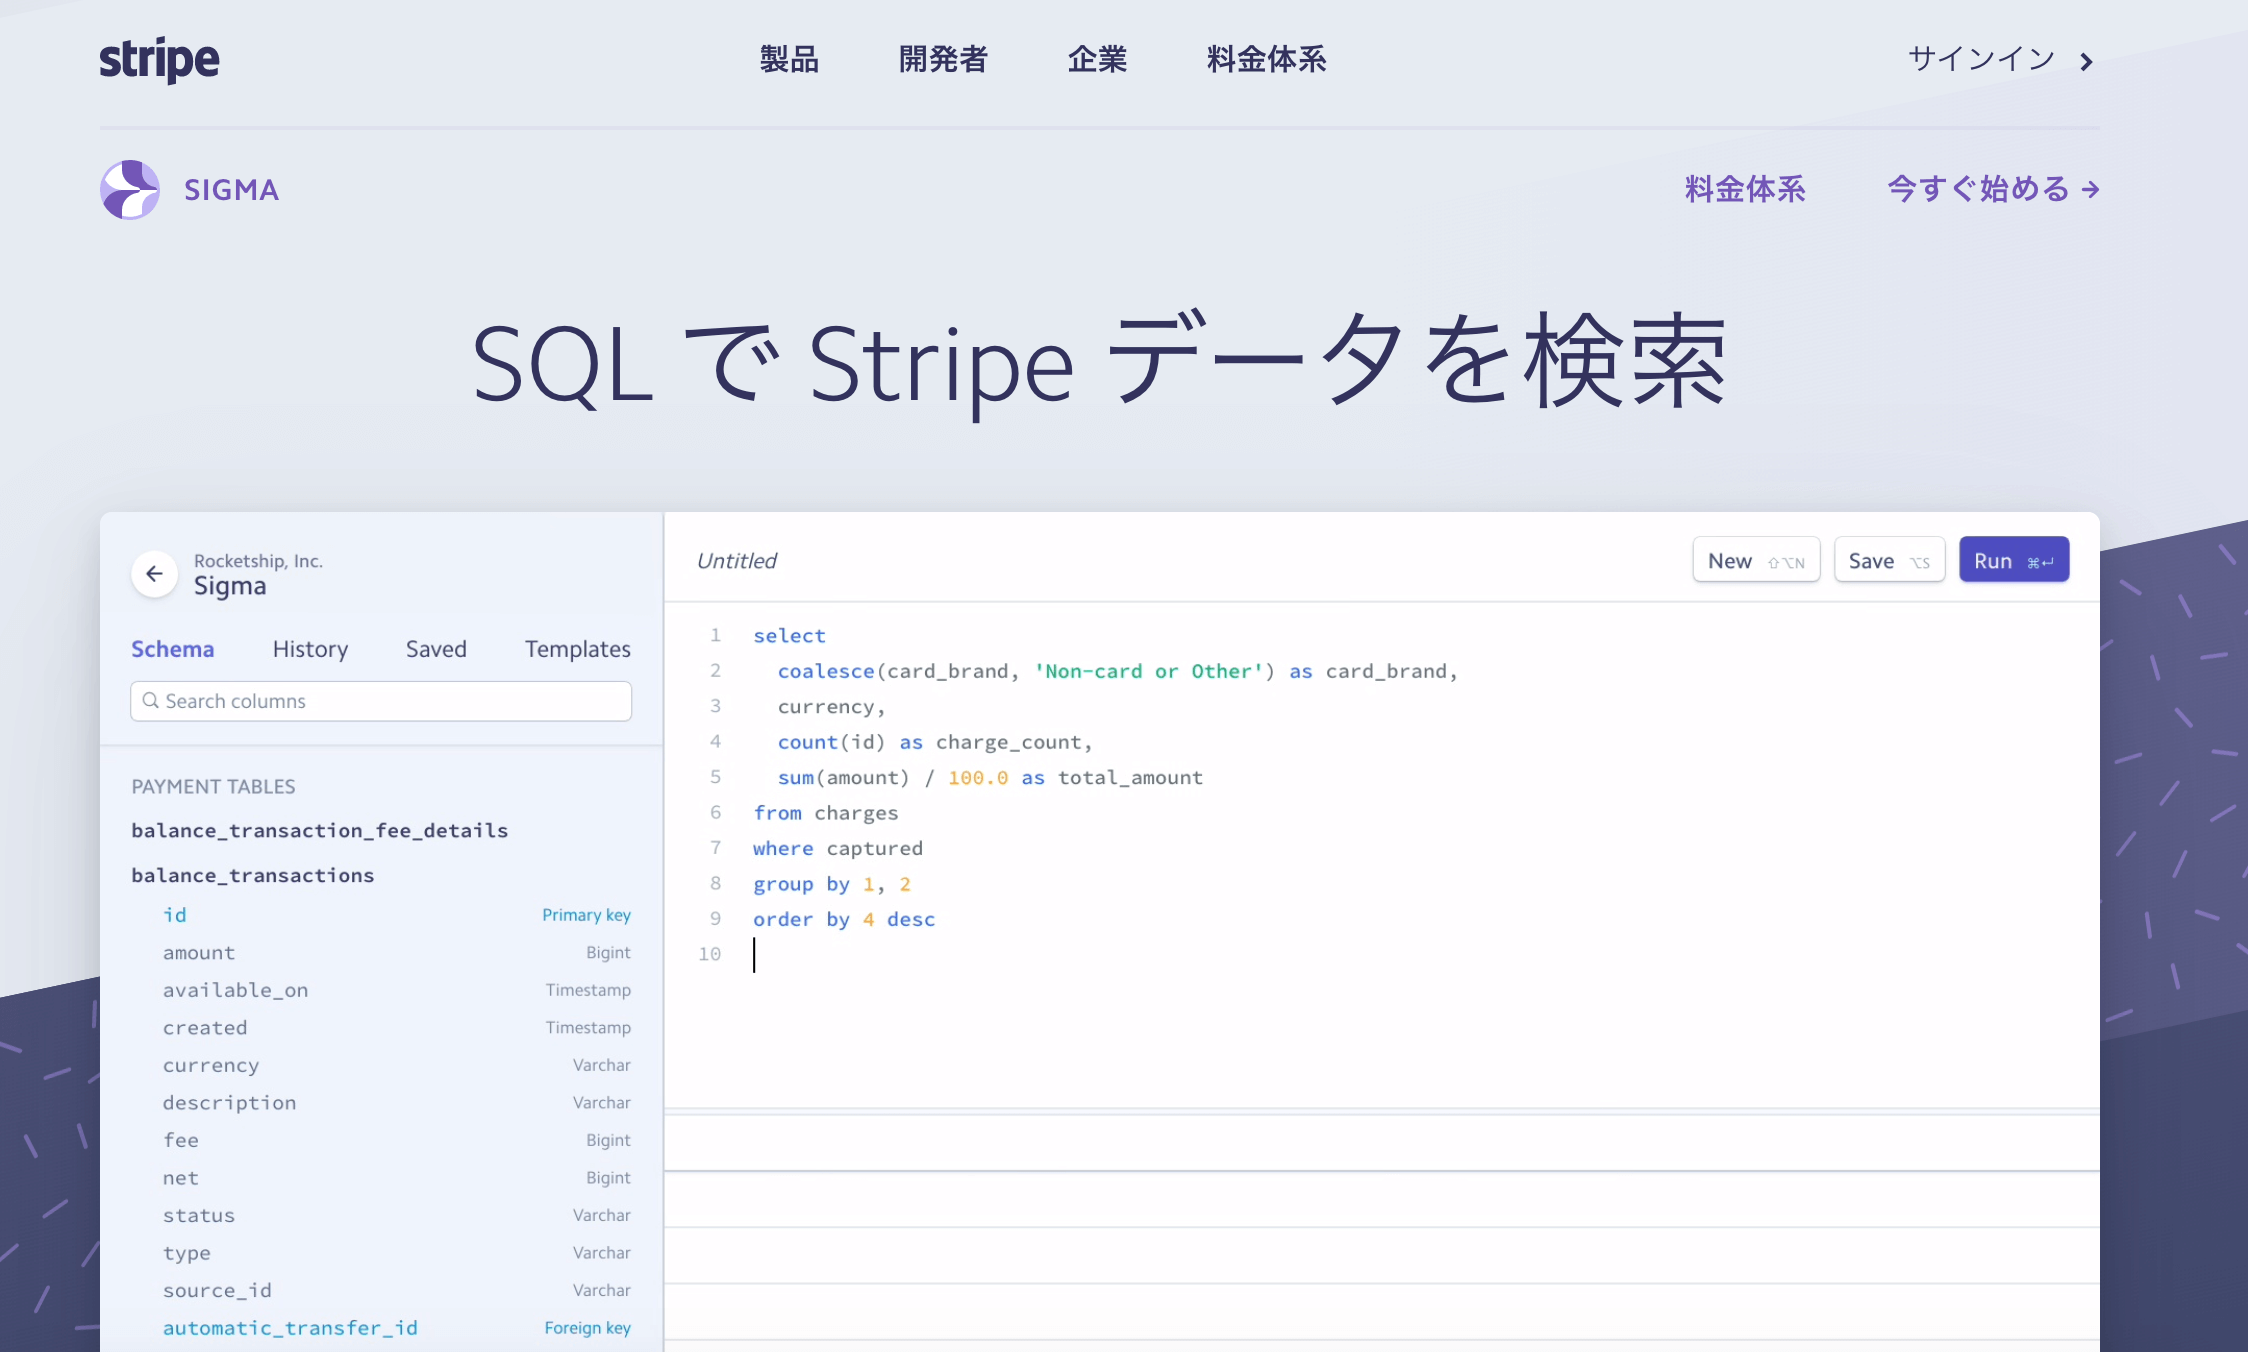 stripe 製品 開発者 企業 料金体系 サインイン
SIGMA 料金体系 今すぐ始める →
SQL で Stripe データを検索
Rocketship, Inc.
Sigma
Schema History Saved Templates
Search columns
PAYMENT TABLES
balance_transaction_fee_details
balance_transactions
id Primary key
amount Bigint
available_on Timestamp
created Timestamp
currency Varchar
description Varchar
fee Bigint
net Bigint
status Varchar
type Varchar
source_id Varchar
automatic_transfer_id Foreign key
Untitled New ⇧⌥N Save ⌥S Run ⌘↵
1 select
2 coalesce(card_brand, 'Non-card or Other') as card_brand,
3 currency,
4 count(id) as charge_count,
5 sum(amount) / 100.0 as total_amount
6 from charges
7 where captured
8 group by 1, 2
9 order by 4 desc
10